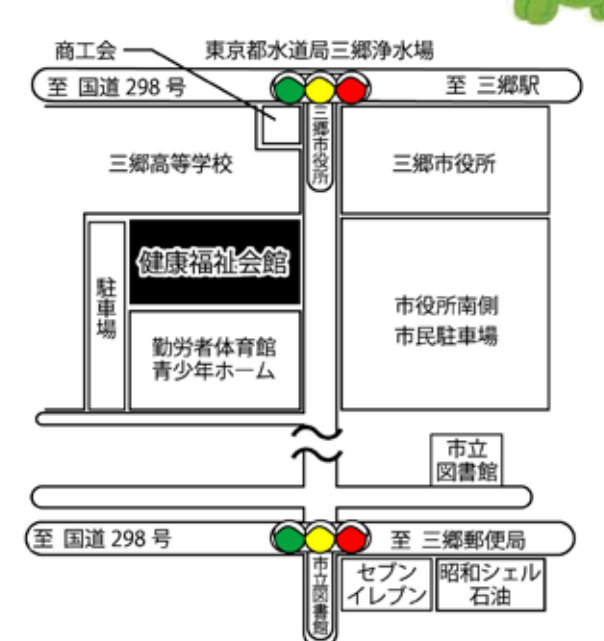 商工会
東京都水道局三郷浄水場
至 国道 298 号
至 三郷駅
三郷市役所
三郷高等学校
三郷市役所
健康福祉会館
駐車場
市役所南側
市民駐車場
勤労者体育館
青少年ホーム
市立
図書館
至 国道 298 号
至 三郷郵便局
市立図書館
セブン
イレブン
昭和シェル
石油